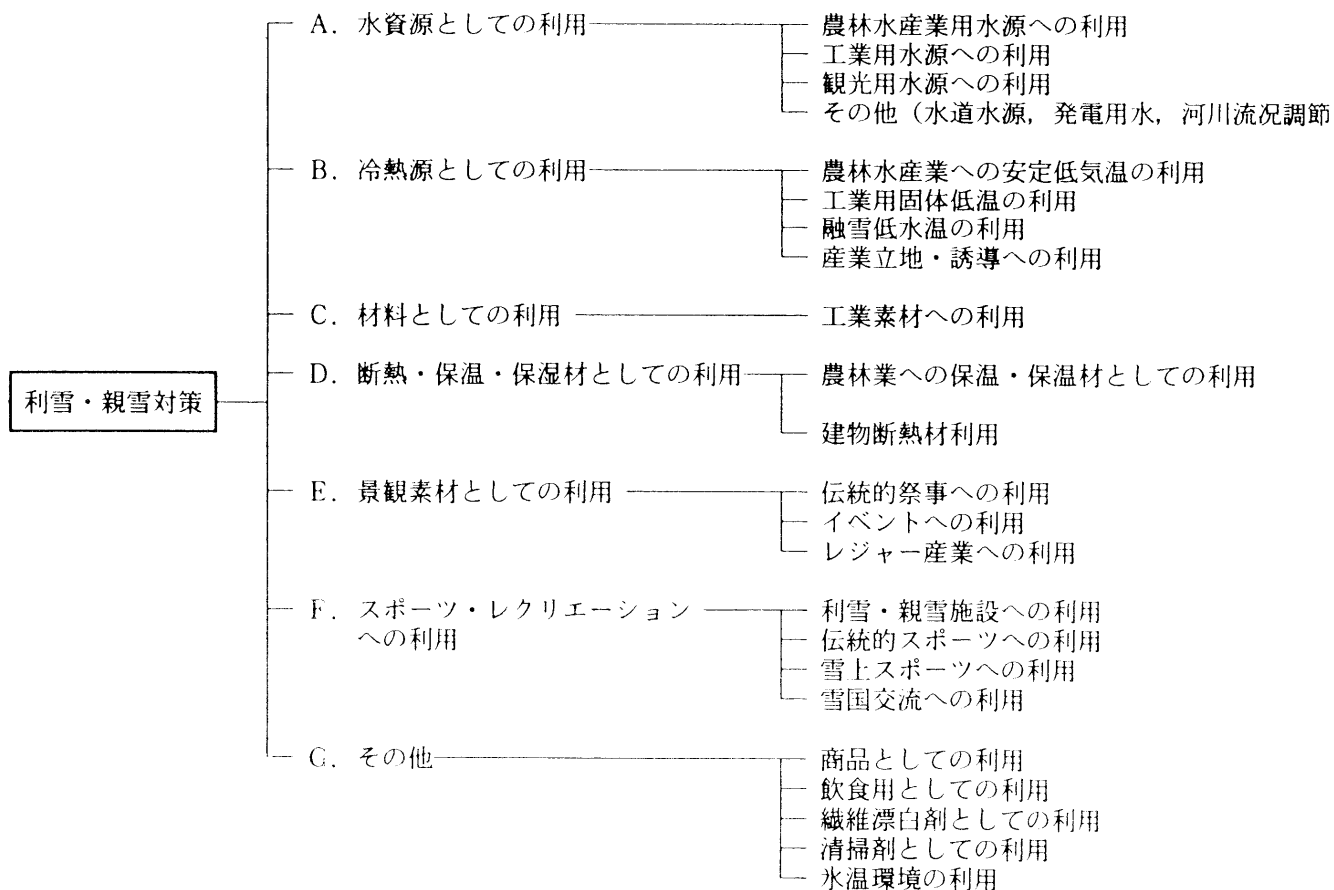 利雪・親雪対策
A. 水資源としての利用
農林水産業用水源への利用
工業用水源への利用
観光用水源への利用
その他（水道水源，発電用水，河川流況調節
B. 冷熱源としての利用
農林水産業への安定低気温の利用
工業用固体低温の利用
融雪低水温の利用
産業立地・誘導への利用
C. 材料としての利用
工業素材への利用
D. 断熱・保温・保湿材としての利用
農林業への保温・保温材としての利用
建物断熱材利用
E. 景観素材としての利用
伝統的祭事への利用
イベントへの利用
レジャー産業への利用
F. スポーツ・レクリエーション
への利用
利雪・親雪施設への利用
伝統的スポーツへの利用
雪上スポーツへの利用
雪国交流への利用
G. その他
商品としての利用
飲食用としての利用
繊維漂白剤としての利用
清掃剤としての利用
氷温環境の利用